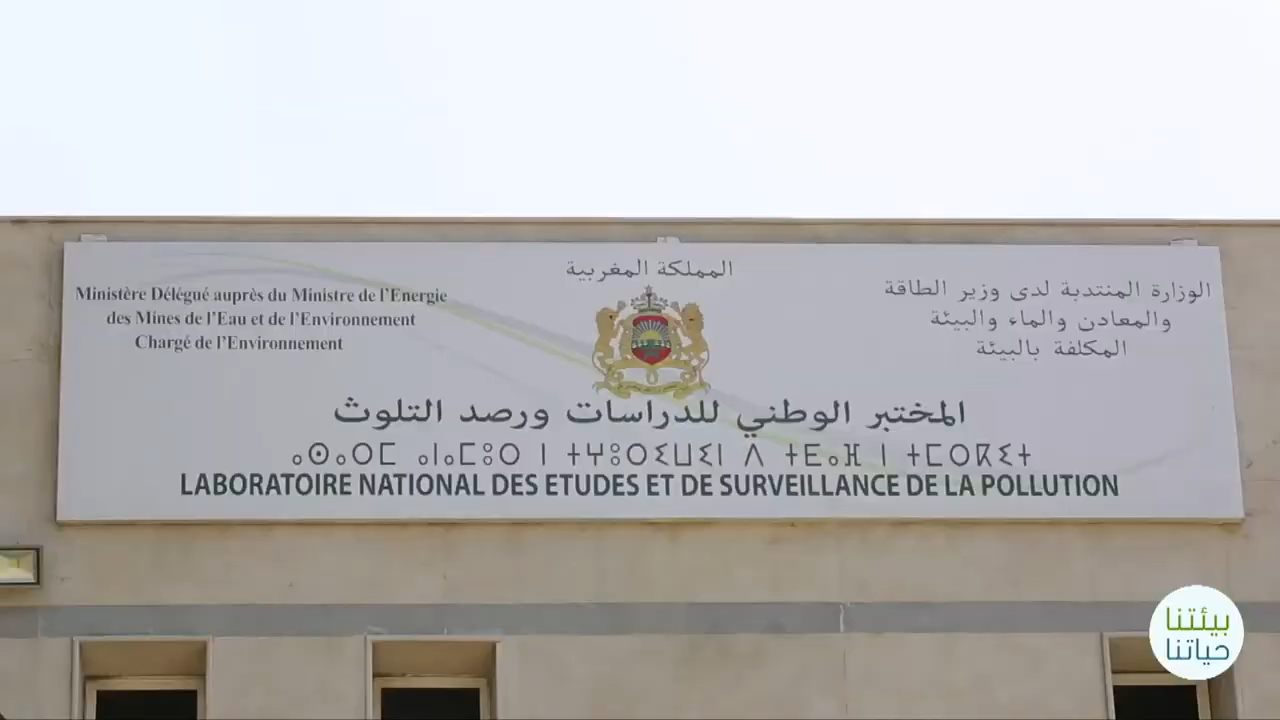 المملكة المغربية
Ministère Délégué auprès du Ministre de l'Energie
des Mines de l'Eau et de l'Environnement
Chargé de l'Environnement
الوزارة المنتدبة لدى وزير الطاقة
والمعادن والماء والبيئة
المكلفة بالبيئة
المختبر الوطني للدراسات ورصد التلوث
ⴰⵙⴰⵔⵎ ⴰⵏⴰⵎⵓⵔ ⵏ ⵜⵖⵓⵔⵉⵡⵉⵏ ⴷ ⵜⴹⴰⴼ ⵏ ⵜⵎⵔⴽⵉⵜ
LABORATOIRE NATIONAL DES ETUDES ET DE SURVEILLANCE DE LA POLLUTION
بيئتنا
حياتنا